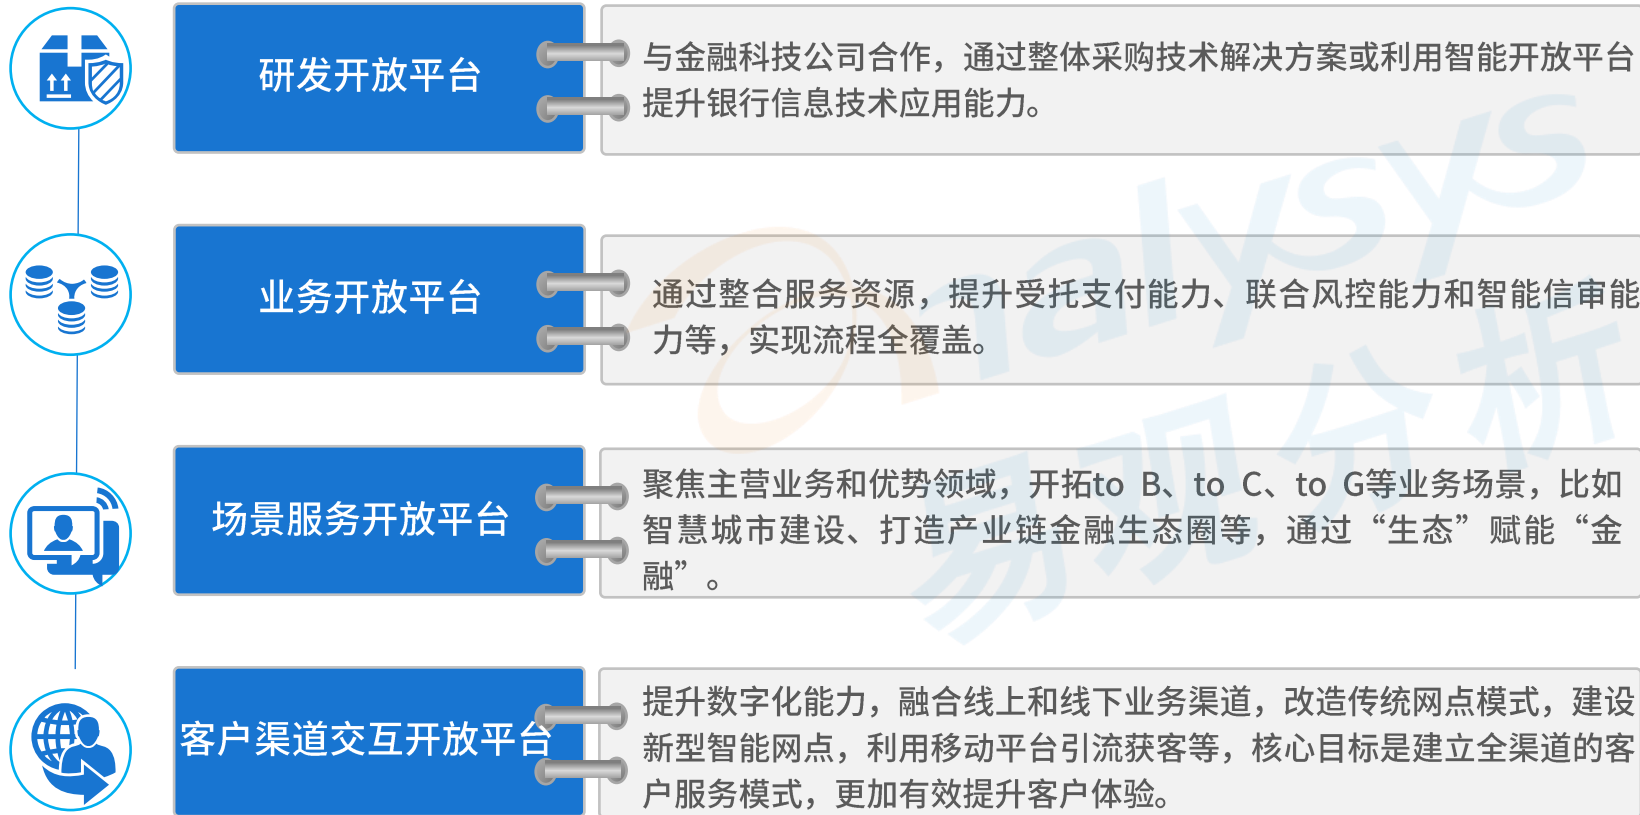 研发开放平台
与金融科技公司合作，通过整体采购技术解决方案或利用智能开放平台
提升银行信息技术应用能力。
业务开放平台
通过整合服务资源，提升受托支付能力、联合风控能力和智能信审能
力等，实现流程全覆盖。
场景服务开放平台
聚焦主营业务和优势领域，开拓to B、to C、to G等业务场景，比如
智慧城市建设、打造产业链金融生态圈等，通过“生态”赋能“金
融”。
客户渠道交互开放平台
提升数字化能力，融合线上和线下业务渠道，改造传统网点模式，建设
新型智能网点，利用移动平台引流获客等，核心目标是建立全渠道的客
户服务模式，更加有效提升客户体验。
analysys
易观分析